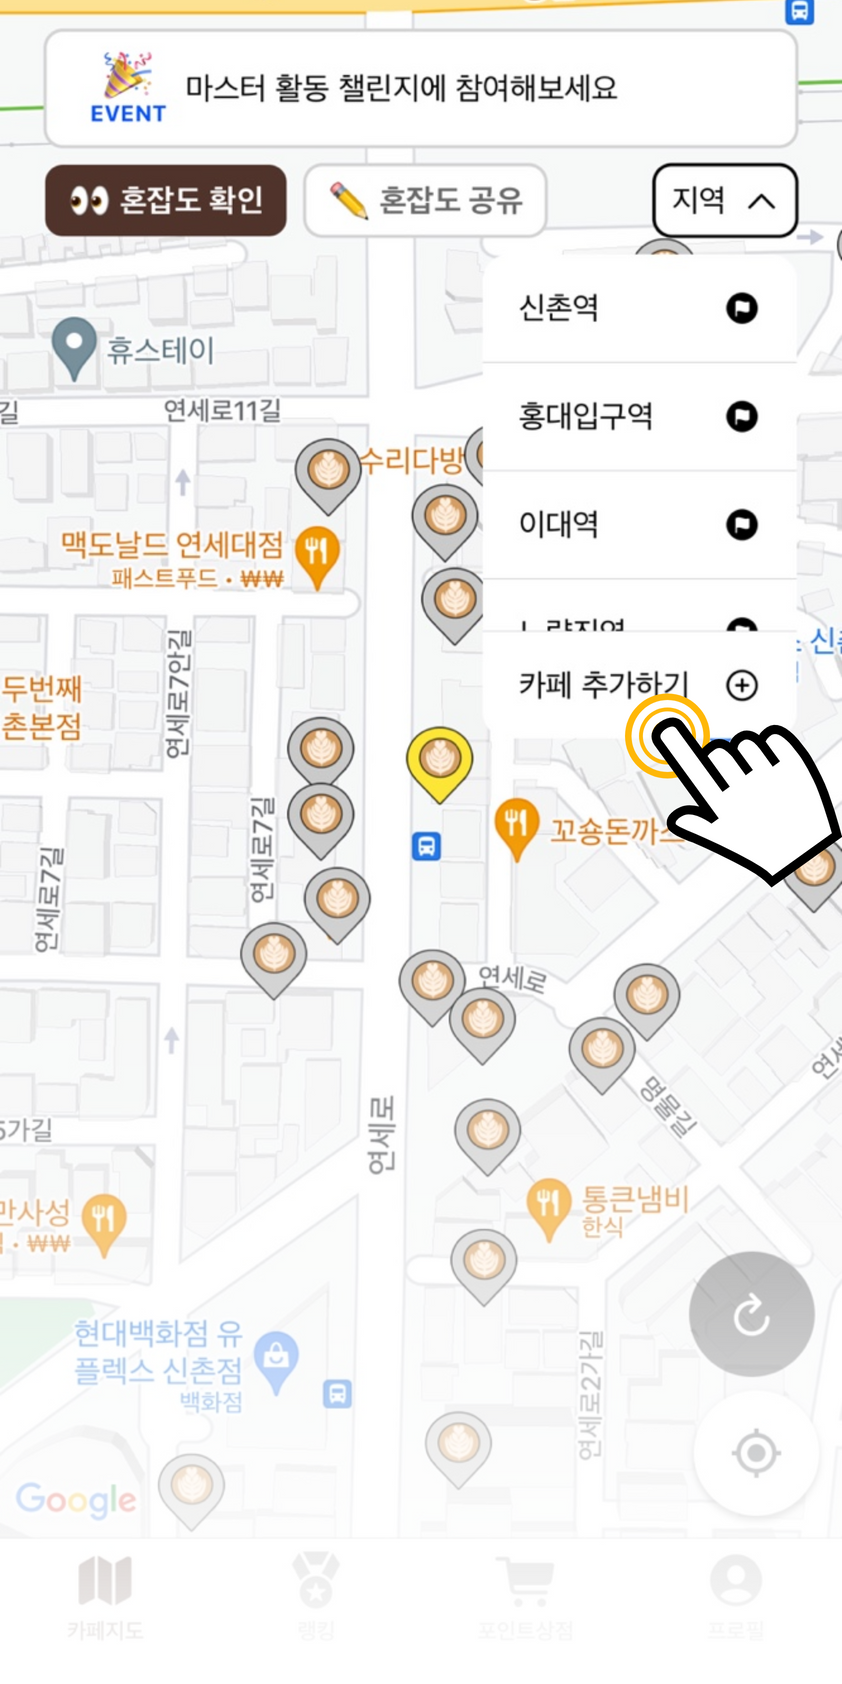 마스터 활동 챌린지에 참여해보세요
EVENT
혼잡도 확인
혼잡도 공유
지역
신촌역
휴스테이
길
연세로11길
홍대입구역
수리다방
이대역
맥도날드 연세대점
패스트푸드 • ₩₩
노량진역
신촌
카페 추가하기
두번째
촌본점
연세로7안길
꼬숑돈까스
연세로7길
연세로7길
연세로
명물길
연세
5가길
연세로
만사성
• ₩₩
통큰냄비
한식
현대백화점 유
플렉스 신촌점
백화점
연세로2가길
Google
카페지도
랭킹
포인트상점
프로필